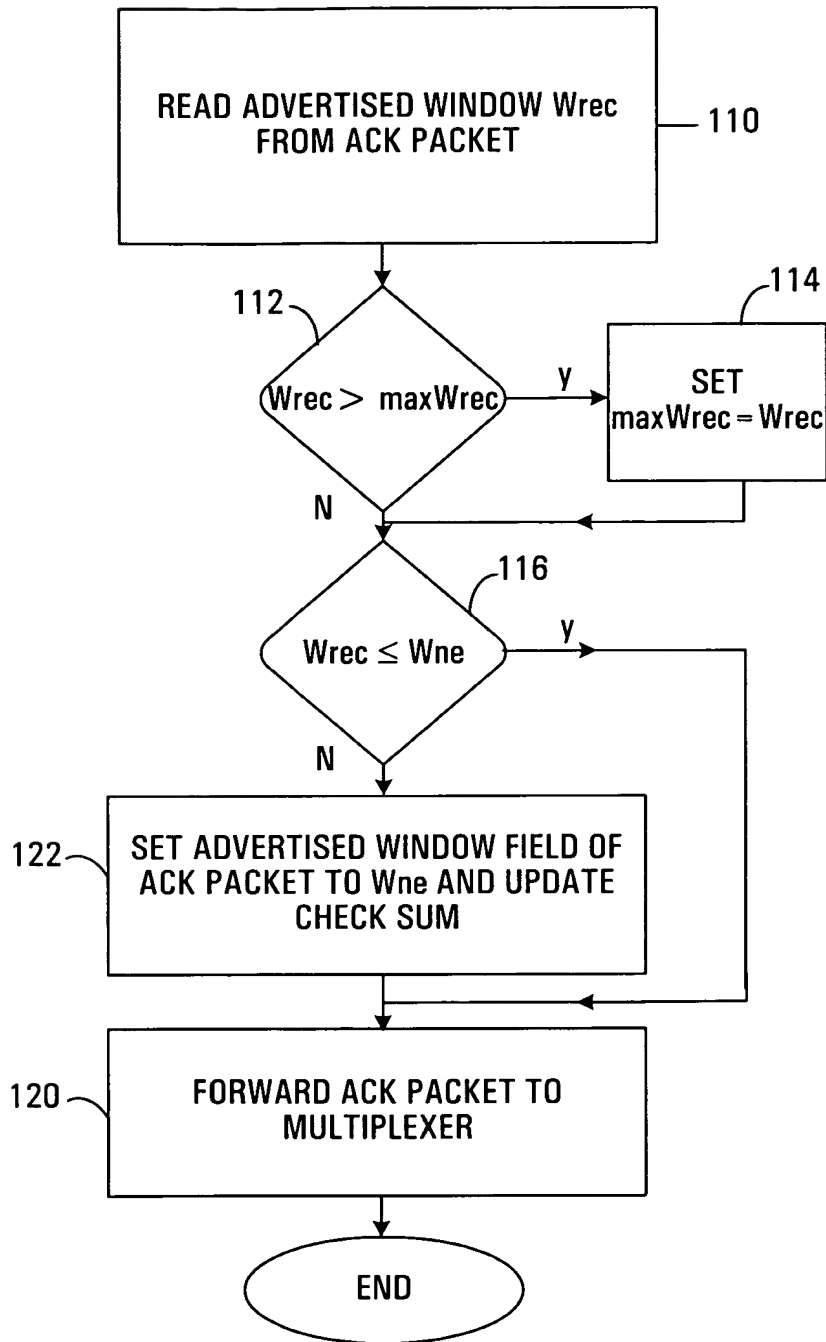 READ ADVERTISED WINDOW Wrec
FROM ACK PACKET
110
112
Wrec > maxWrec
y
114
SET
maxWrec = Wrec
N
116
Wrec ≤ Wne
y
N
122
SET ADVERTISED WINDOW FIELD OF
ACK PACKET TO Wne AND UPDATE
CHECK SUM
120
FORWARD ACK PACKET TO
MULTIPLEXER
END